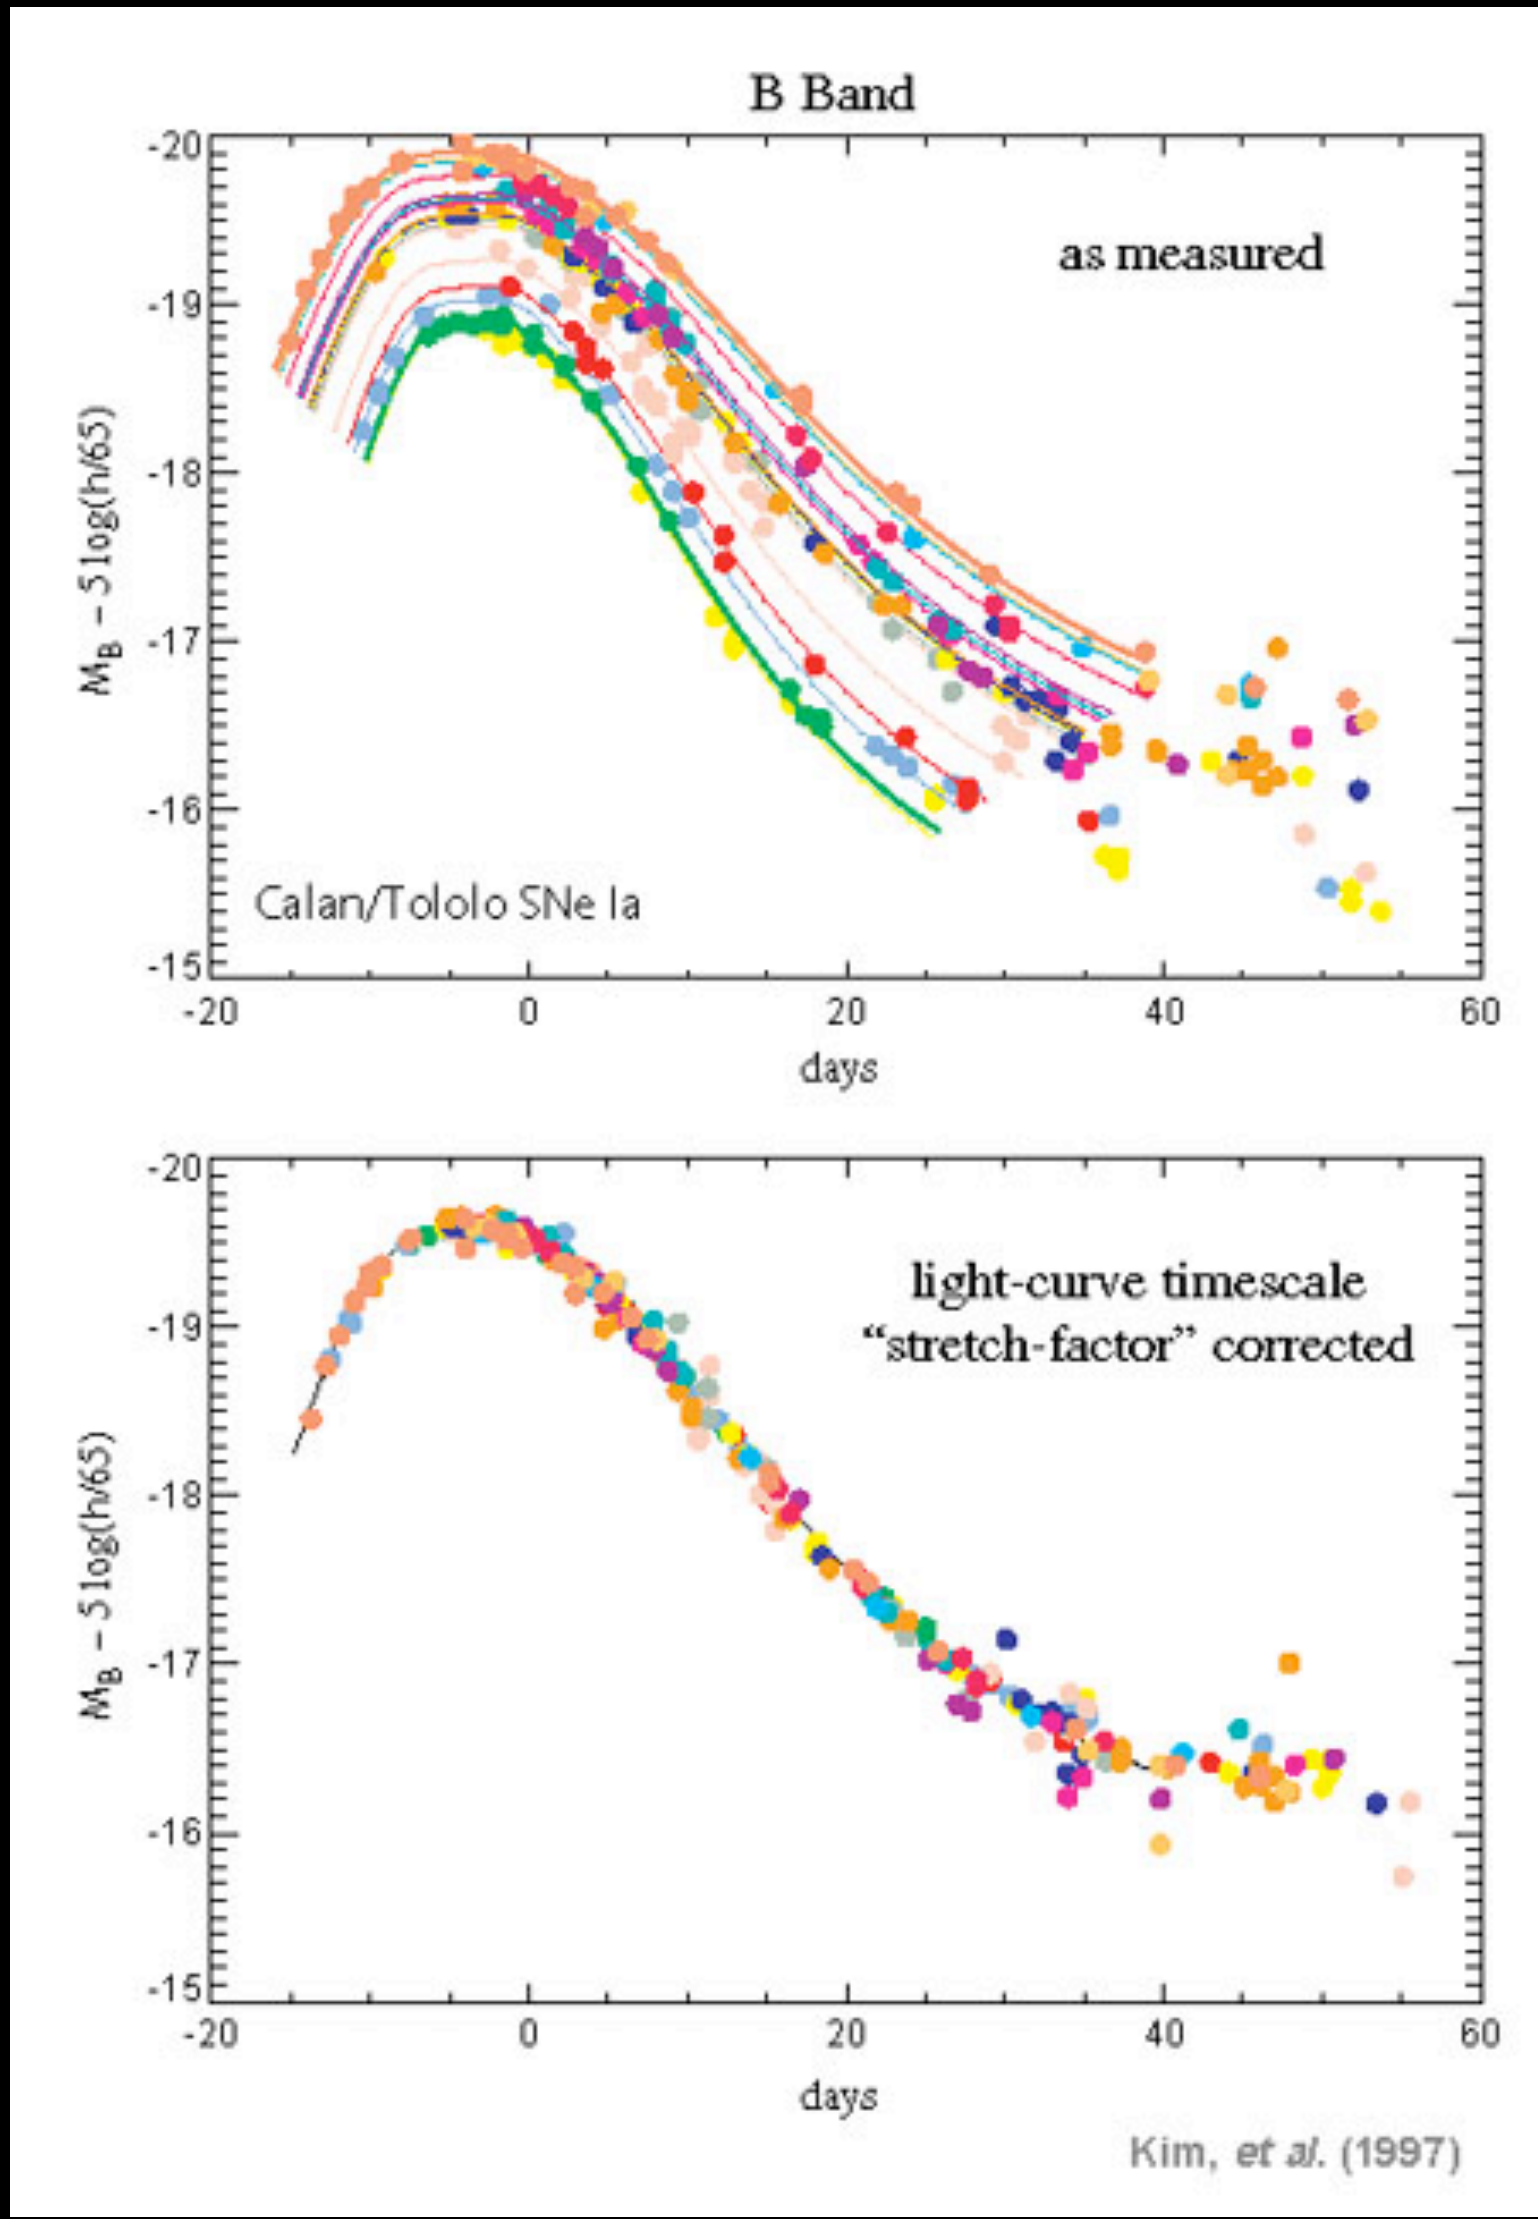 B Band
-20
as measured
-19
-18
-17
-16
-15
M_B – 5 log(h/65)
Calan/Tololo SNe Ia
-20 0 20 40 60
days
-20
light-curve timescale
“stretch-factor” corrected
-19
-18
-17
-16
-15
M_B – 5 log(h/65)
-20 0 20 40 60
days
Kim, et al. (1997)